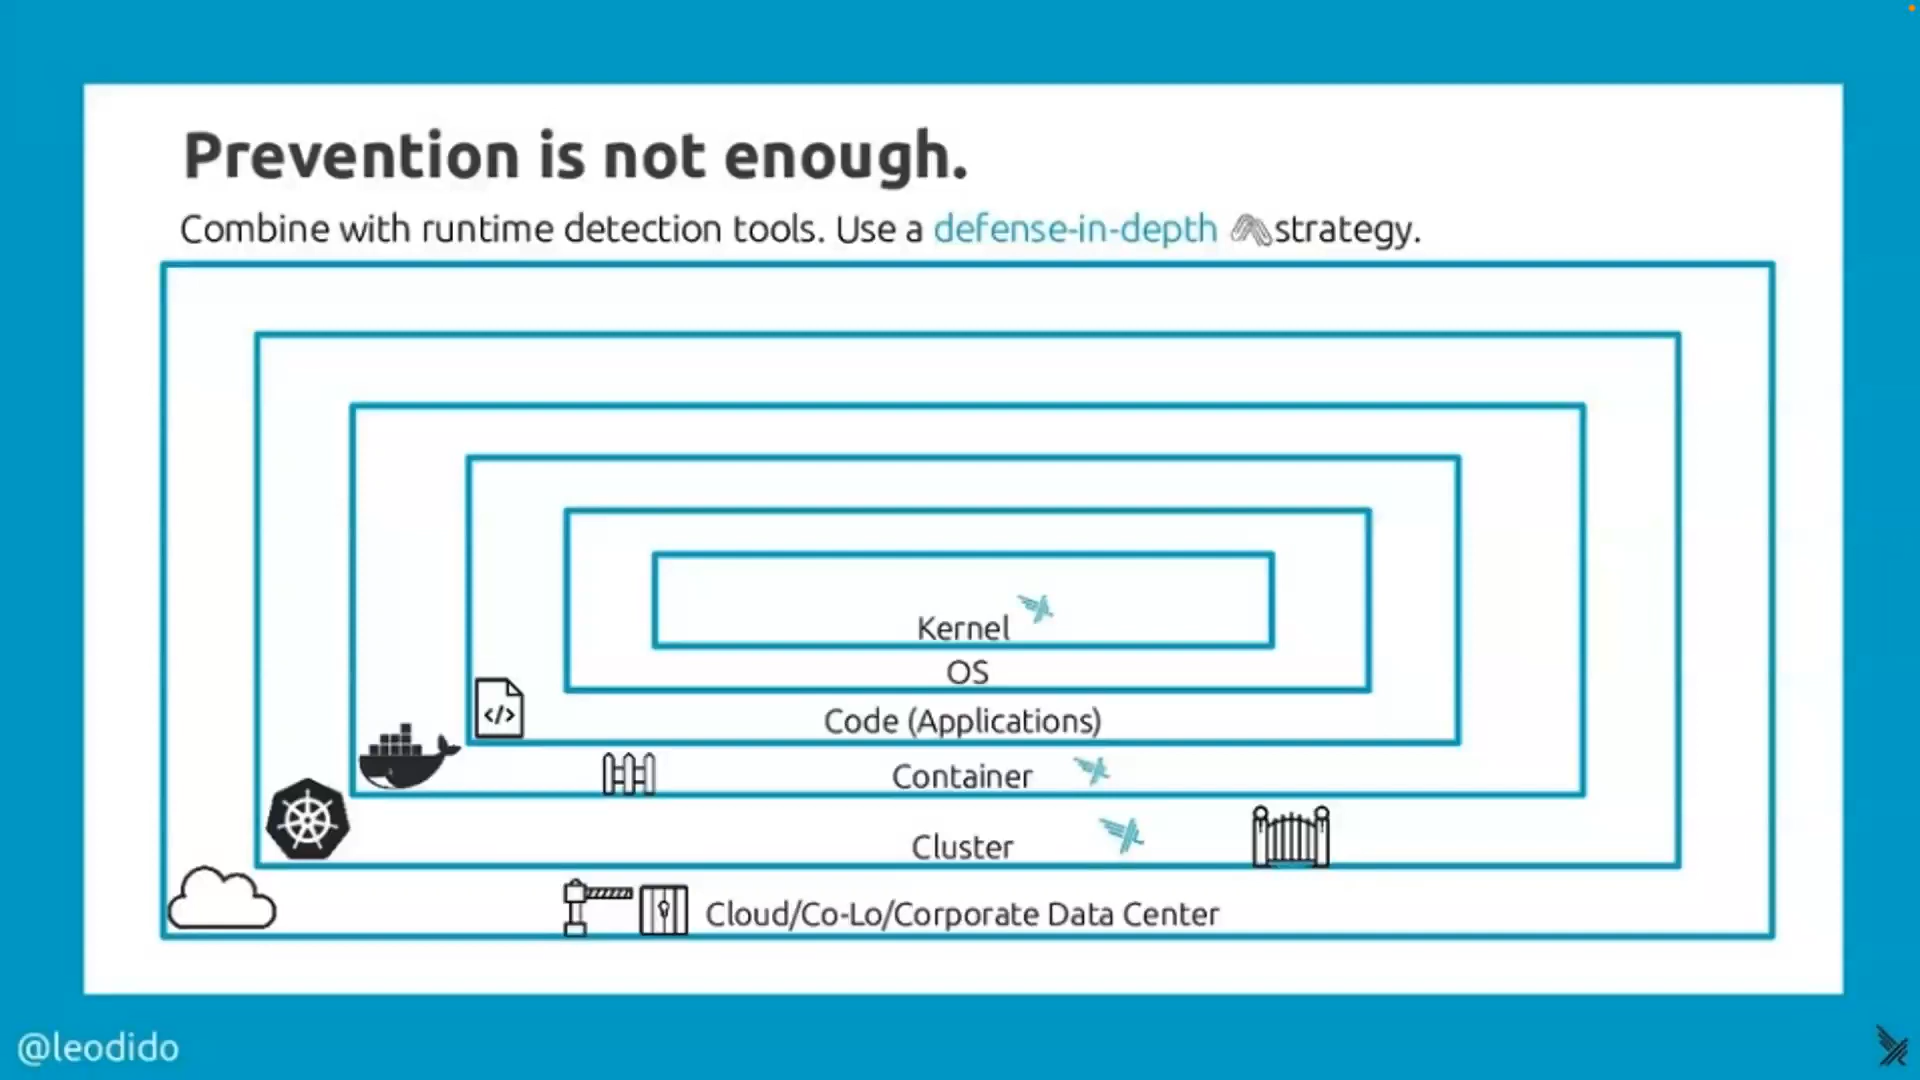 Prevention is not enough.
Combine with runtime detection tools. Use a defense-in-depth strategy.
Kernel
OS
</>
Code (Applications)
Container
Cluster
Cloud/Co-Lo/Corporate Data Center
@leodido